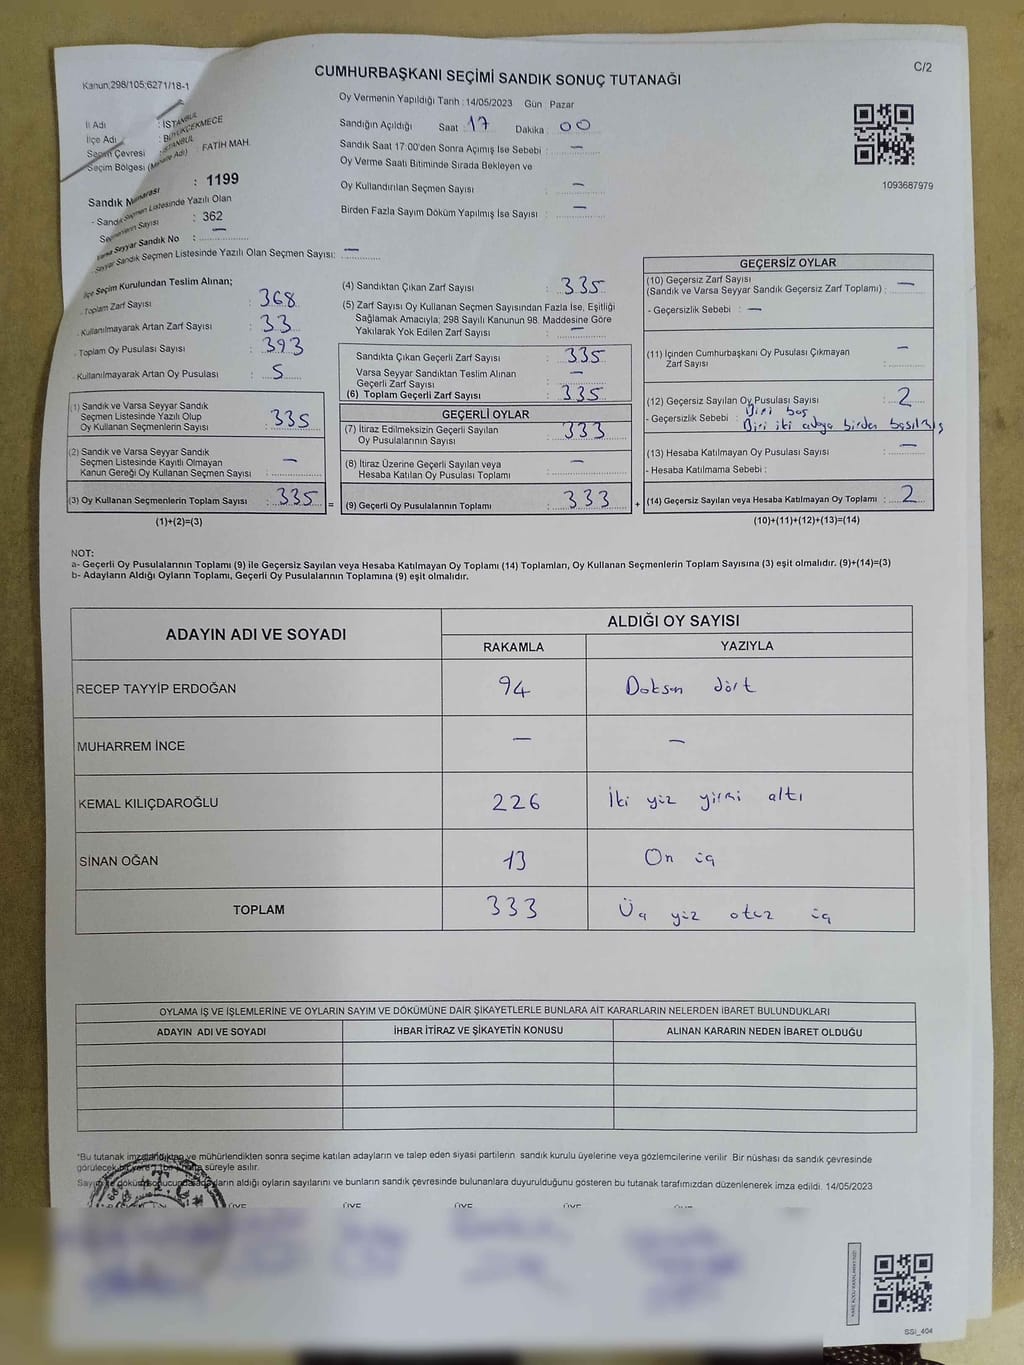 Kanun;298/105;6271/18-1
C/2
CUMHURBAŞKANI SEÇİMİ SANDIK SONUÇ TUTANAĞI
Oy Vermenin Yapıldığı Tarih : 14/05/2023 Gün Pazar
İl Adı : İSTANBUL
İlçe Adı : BÜYÜKÇEKMECE
Seçim Çevresi : İSTANBUL
Seçim Bölgesi (Mahalle Adı) FATİH MAH.
Sandık Numarası : 1199
- Sandık Seçmen Listesinde Yazılı Olan
Seçmenlerin Sayısı : 362
Varsa Seyyar Sandık No : —
- Seyyar Sandık Seçmen Listesinde Yazılı Olan Seçmen Sayısı: —
Sandığın Açıldığı Saat : 17 Dakika : 00
Sandık Saat 17:00'den Sonra Açımış İse Sebebi : —
Oy Verme Saati Bitiminde Sırada Bekleyen ve
Oy Kullandırılan Seçmen Sayısı : —
Birden Fazla Sayım Döküm Yapılmış İse Sayısı : —
1093687979
İlçe Seçim Kurulundan Teslim Alınan;
- Toplam Zarf Sayısı : 368
- Kullanılmayarak Artan Zarf Sayısı : 33
- Toplam Oy Pusulası Sayısı : 393
- Kullanılmayarak Artan Oy Pusulası : 5
(1) Sandık ve Varsa Seyyar Sandık
Seçmen Listesinde Yazılı Olup
Oy Kullanan Seçmenlerin Sayısı : 335
(2) Sandık ve Varsa Seyyar Sandık
Seçmen Listesinde Kayıtlı Olmayan
Kanun Gereği Oy Kullanan Seçmen Sayısı : —
(3) Oy Kullanan Seçmenlerin Toplam Sayısı : 335
(1)+(2)=(3)
(4) Sandıktan Çıkan Zarf Sayısı : 335
(5) Zarf Sayısı Oy Kullanan Seçmen Sayısından Fazla İse, Eşitliği
Sağlamak Amacıyla; 298 Sayılı Kanunun 98. Maddesine Göre
Yakılarak Yok Edilen Zarf Sayısı : —
Sandıkta Çıkan Geçerli Zarf Sayısı : 335
Varsa Seyyar Sandıktan Teslim Alınan
Geçerli Zarf Sayısı : —
(6) Toplam Geçerli Zarf Sayısı : 335
GEÇERLİ OYLAR
(7) İtiraz Edilmeksizin Geçerli Sayılan
Oy Pusulalarının Sayısı : 333
(8) İtiraz Üzerine Geçerli Sayılan veya
Hesaba Katılan Oy Pusulası Toplamı : —
= (9) Geçerli Oy Pusulalarının Toplamı : 333
GEÇERSİZ OYLAR
(10) Geçersiz Zarf Sayısı
(Sandık ve Varsa Seyyar Sandık Geçersiz Zarf Toplamı) : —
- Geçersizlik Sebebi : —
(11) İçinden Cumhurbaşkanı Oy Pusulası Çıkmayan
Zarf Sayısı : —
(12) Geçersiz Sayılan Oy Pusulası Sayısı : 2
- Geçersizlik Sebebi : Biri boş
Biri iki adaya birden basılmış
(13) Hesaba Katılmayan Oy Pusulası Sayısı : —
- Hesaba Katılmama Sebebi :
+ (14) Geçersiz Sayılan veya Hesaba Katılmayan Oy Toplamı : 2
(10)+(11)+(12)+(13)=(14)
NOT:
a- Geçerli Oy Pusulalarının Toplamı (9) ile Geçersiz Sayılan veya Hesaba Katılmayan Oy Toplamı (14) Toplamları, Oy Kullanan Seçmenlerin Toplam Sayısına (3) eşit olmalıdır. (9)+(14)=(3)
b- Adayların Aldığı Oyların Toplamı, Geçerli Oy Pusulalarının Toplamına (9) eşit olmalıdır.
ADAYIN ADI VE SOYADI
ALDIĞI OY SAYISI
RAKAMLA YAZIYLA
RECEP TAYYİP ERDOĞAN 94 Doksan dört
MUHARREM İNCE — —
KEMAL KILIÇDAROĞLU 226 İki yüz yirmi altı
SİNAN OĞAN 13 On üç
TOPLAM 333 Üç yüz otuz üç
OYLAMA İŞ VE İŞLEMLERİNE VE OYLARIN SAYIM VE DÖKÜMÜNE DAİR ŞİKAYETLERLE BUNLARA AİT KARARLARIN NELERDEN İBARET BULUNDUKLARI
ADAYIN ADI VE SOYADI İHBAR İTİRAZ VE ŞİKAYETİN KONUSU ALINAN KARARIN NEDEN İBARET OLDUĞU
*Bu tutanak imzalandıktan ve mühürlendikten sonra seçime katılan adayların ve talep eden siyasi partilerin sandık kurulu üyelerine veya gözlemcilerine verilir. Bir nüshası da sandık çevresinde
görülecek bir yere 1 hafta süreyle asılır.
Sayım ve döküm sonucunda adayların aldığı oyların sayılarını ve bunların sandık çevresinde bulunanlara duyurulduğunu gösteren bu tutanak tarafımızdan düzenlenerek imza edildi. 14/05/2023
T.C.
ÜYE ÜYE ÜYE ÜYE ÜYE
SSİ_404